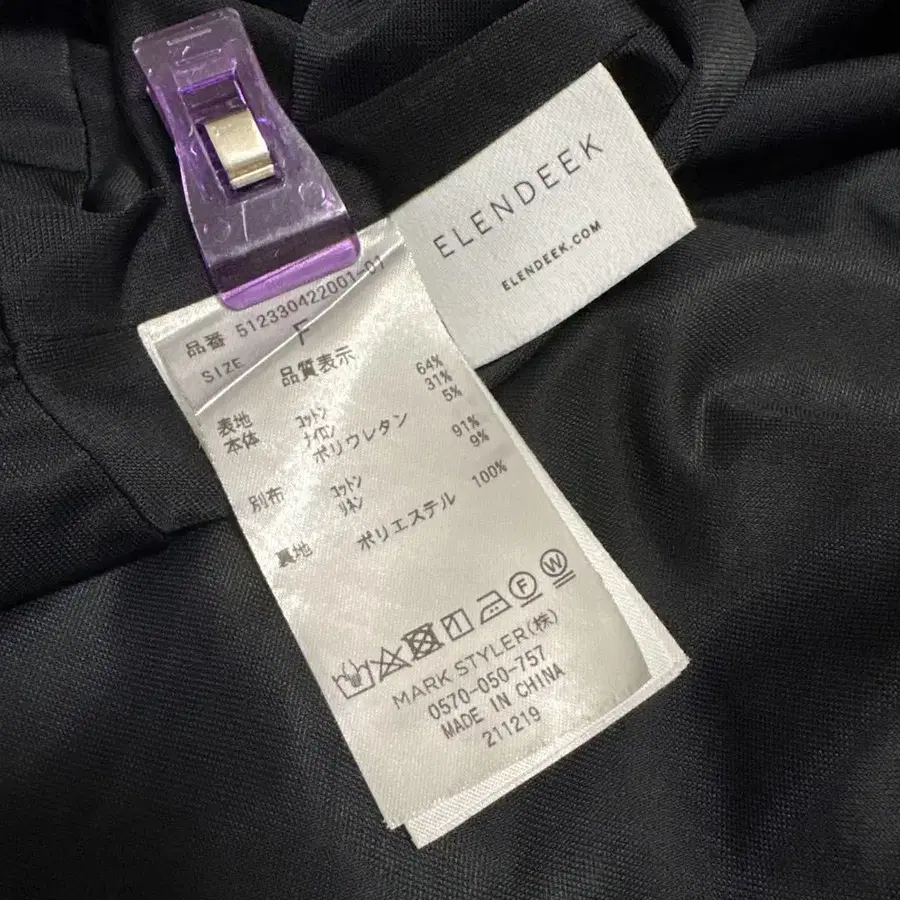 ELENDEEK
ELENDEEK.COM
品番 512330422001-01
SIZE F
品質表示
表地
本体 コットン 64%
ナイロン 31%
ポリウレタン 5%
別布 コットン 91%
リネン 9%
裏地 ポリエステル 100%
F W
MARK STYLER(株)
0570-050-757
MADE IN CHINA
211219